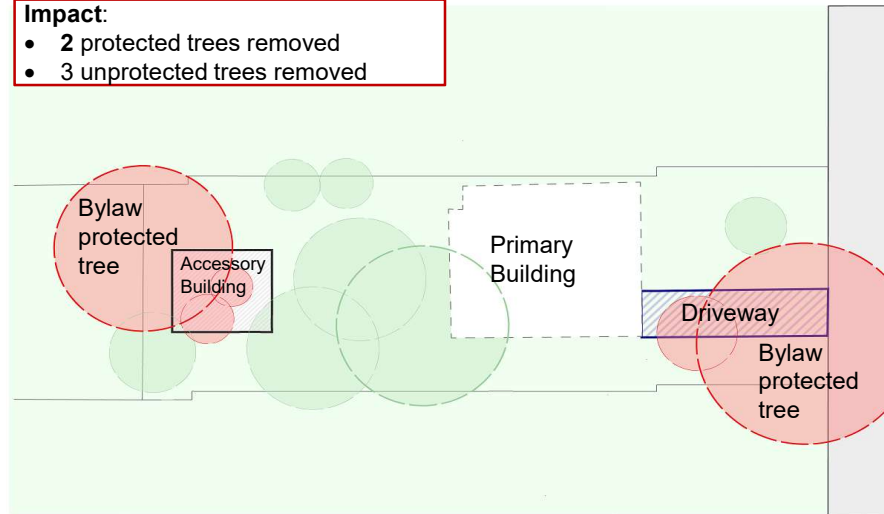 Impact:
• 2 protected trees removed
• 3 unprotected trees removed
Bylaw
protected
tree
Accessory
Building
Primary
Building
Driveway
Bylaw
protected
tree